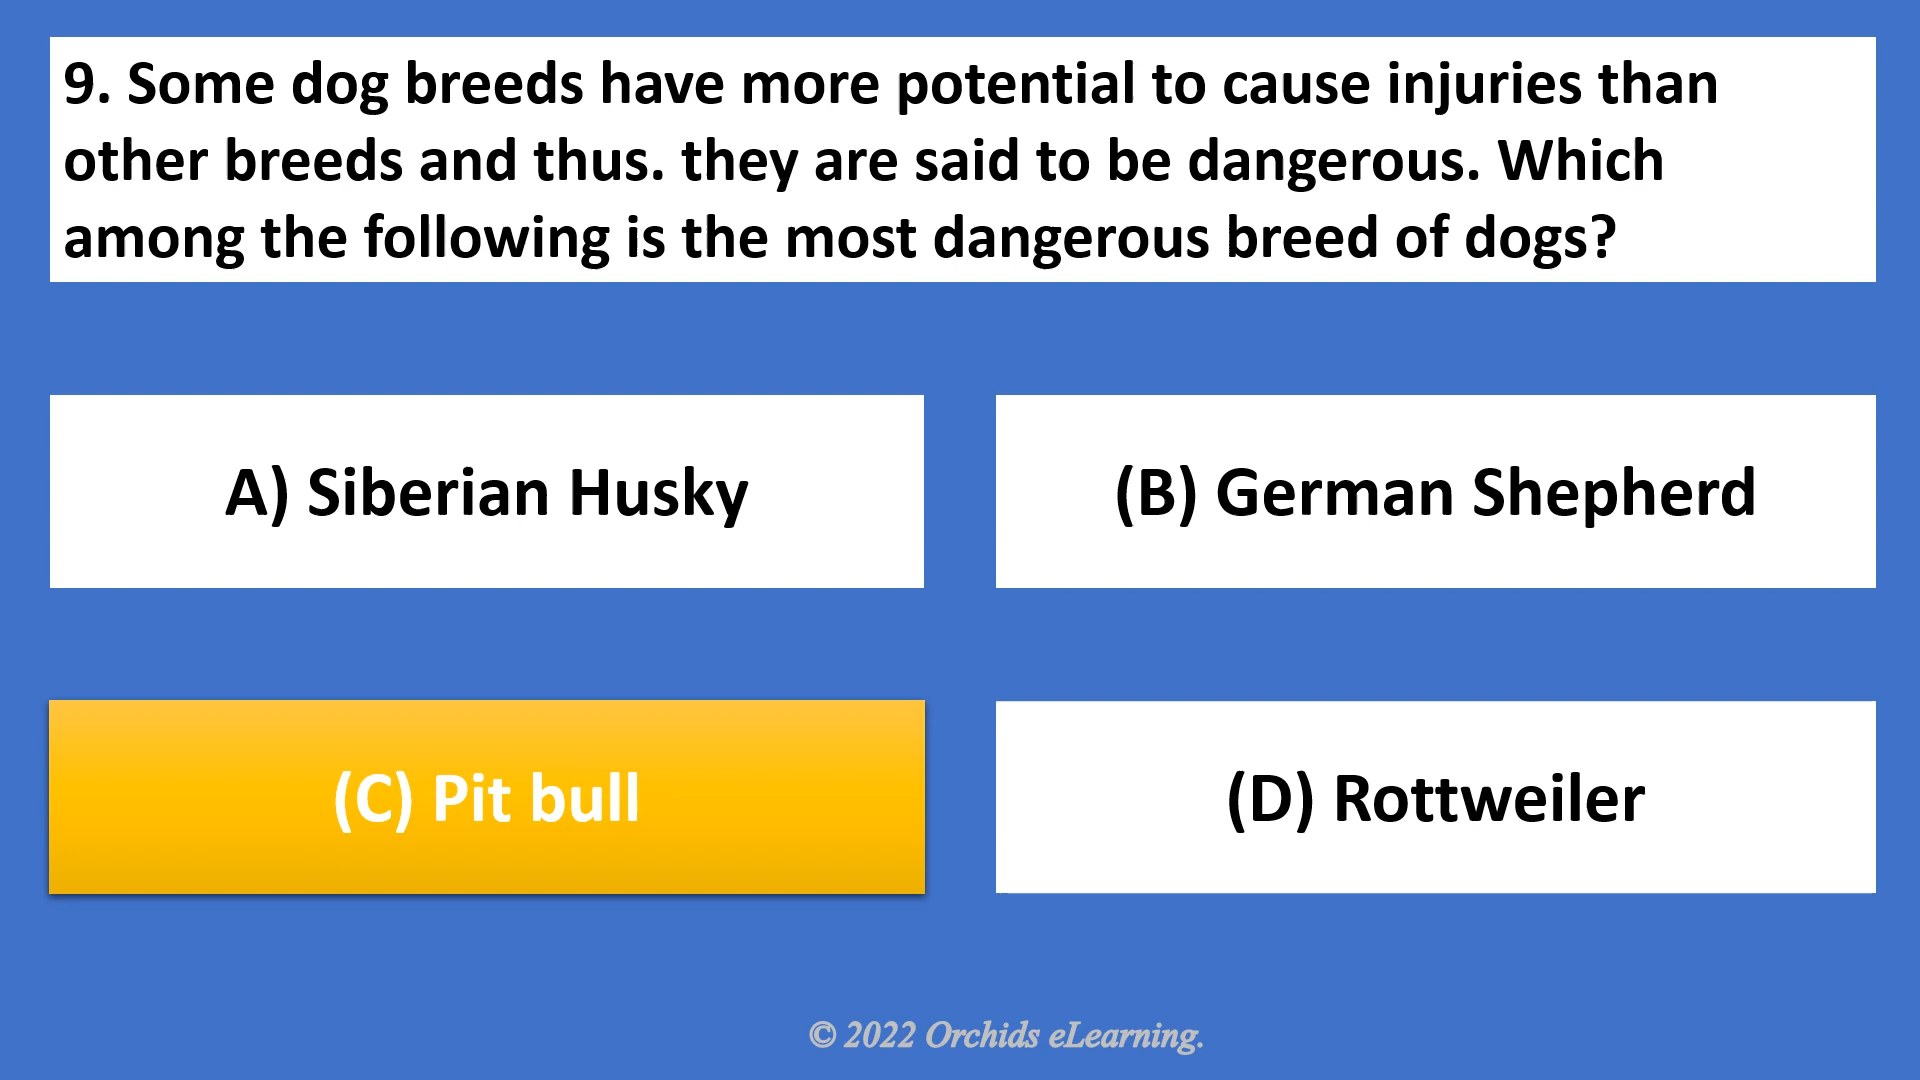 9. Some dog breeds have more potential to cause injuries than
other breeds and thus. they are said to be dangerous. Which
among the following is the most dangerous breed of dogs?
A) Siberian Husky
(B) German Shepherd
(C) Pit bull
(D) Rottweiler
© 2022 Orchids eLearning.